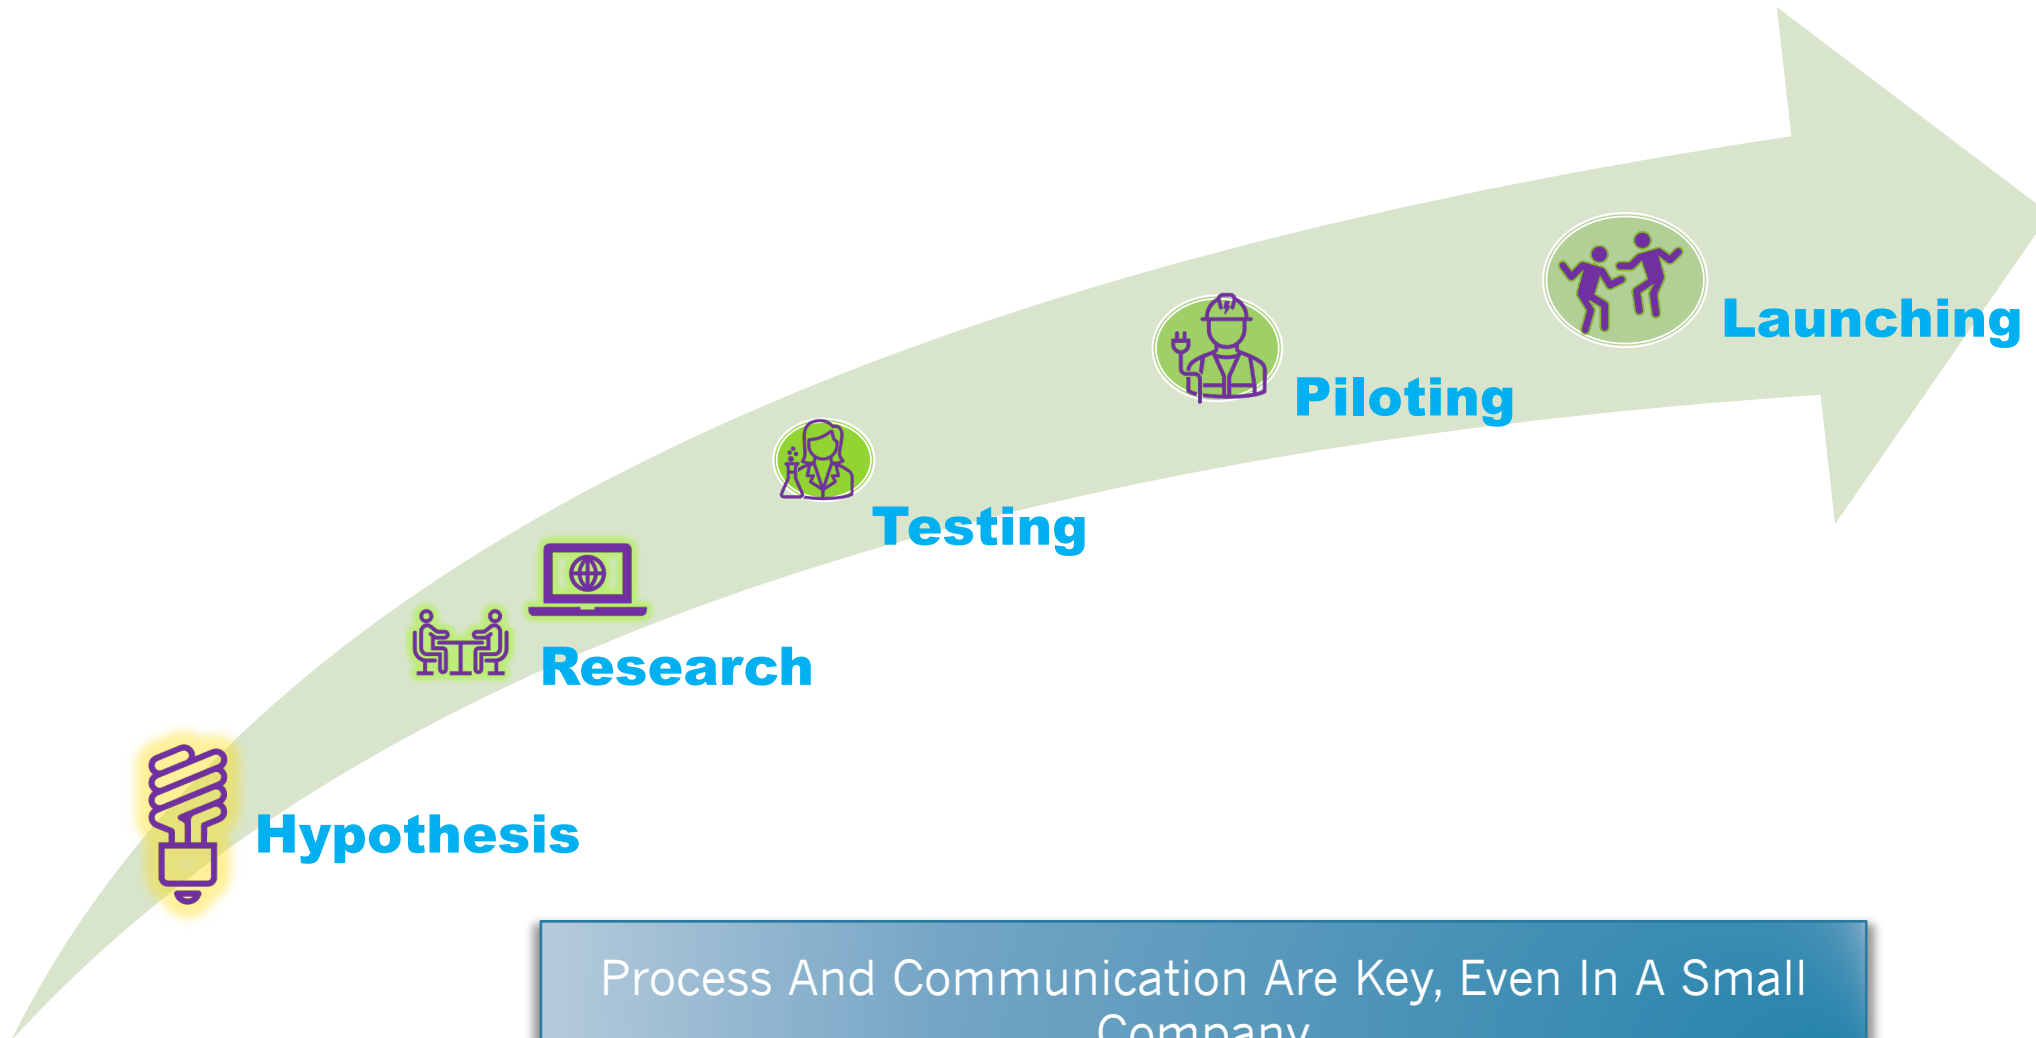 Launching
Piloting
Testing
Research
Hypothesis
Process And Communication Are Key, Even In A Small
Company